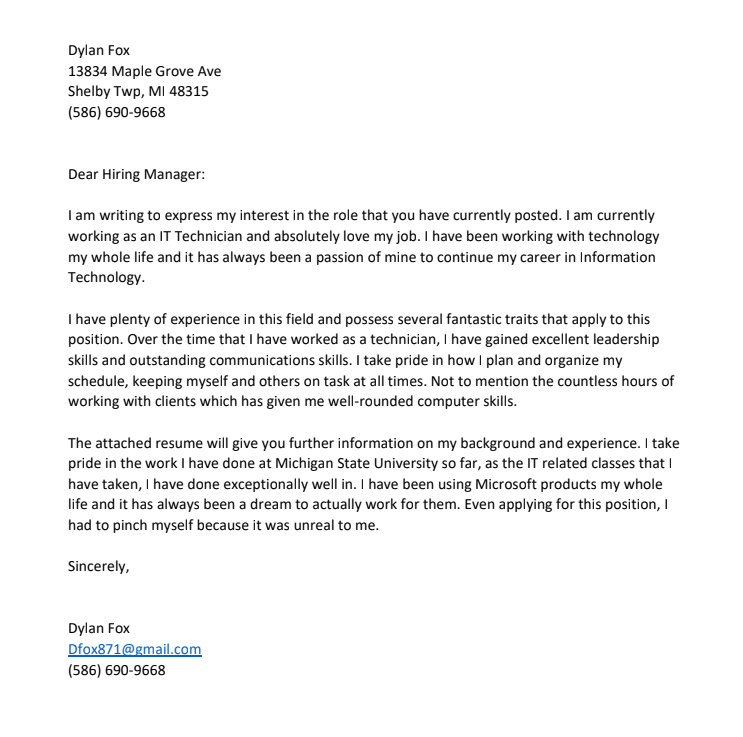 Dylan Fox
13834 Maple Grove Ave
Shelby Twp, MI 48315
(586) 690-9668
Dear Hiring Manager:
I am writing to express my interest in the role that you have currently posted. I am currently
working as an IT Technician and absolutely love my job. I have been working with technology
my whole life and it has always been a passion of mine to continue my career in Information
Technology.
I have plenty of experience in this field and possess several fantastic traits that apply to this
position. Over the time that I have worked as a technician, I have gained excellent leadership
skills and outstanding communications skills. I take pride in how I plan and organize my
schedule, keeping myself and others on task at all times. Not to mention the countless hours of
working with clients which has given me well-rounded computer skills.
The attached resume will give you further information on my background and experience. I take
pride in the work I have done at Michigan State University so far, as the IT related classes that I
have taken, I have done exceptionally well in. I have been using Microsoft products my whole
life and it has always been a dream to actually work for them. Even applying for this position, I
had to pinch myself because it was unreal to me.
Sincerely,
Dylan Fox
Dfox871@gmail.com
(586) 690-9668